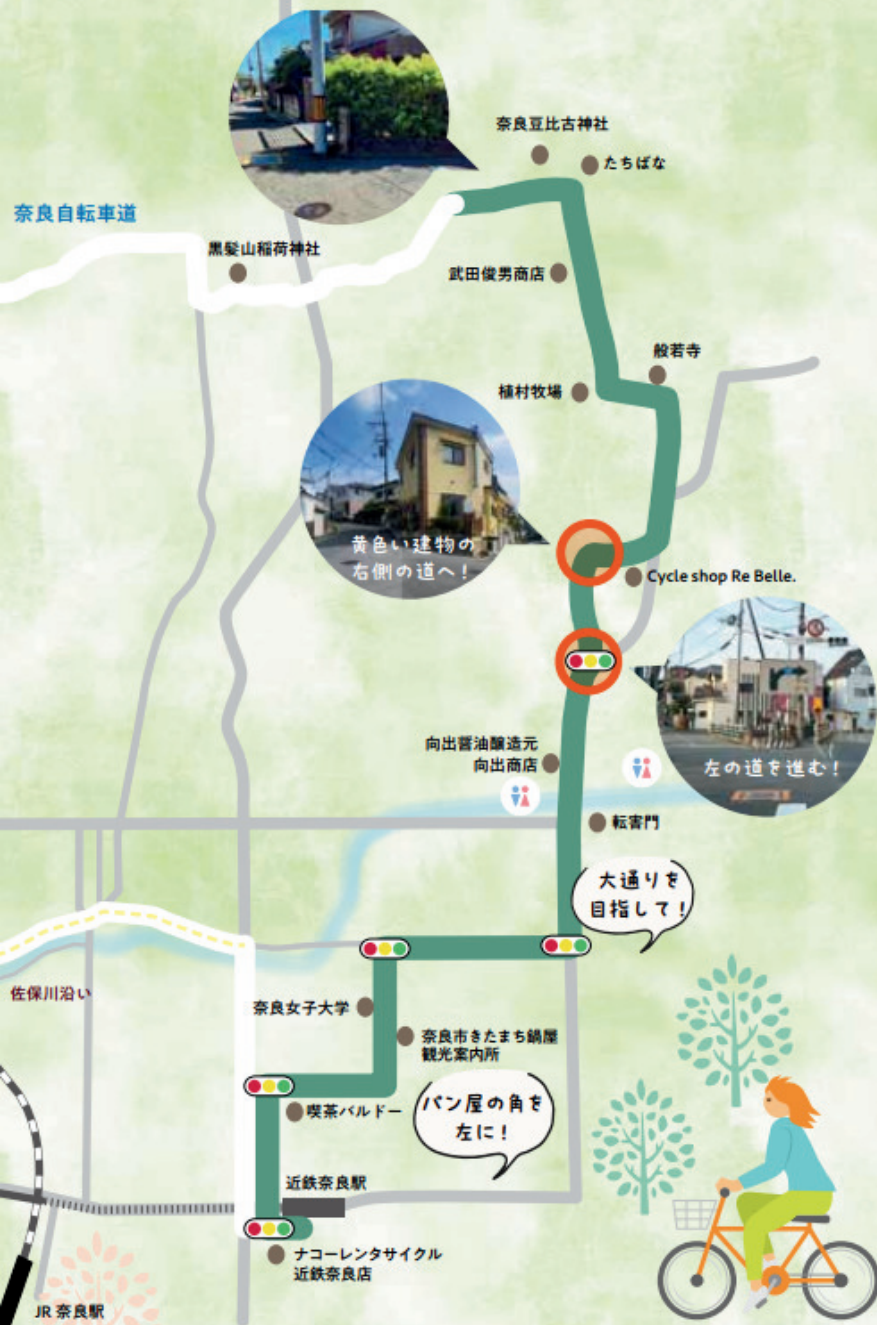 奈良豆比古神社
たちばな
奈良自転車道
黒髪山稲荷神社
武田俊男商店
般若寺
植村牧場
黄色い建物の
右側の道へ!
Cycle shop Re Belle.
左の道を進む!
向出醤油醸造元
向出商店
転害門
大通りを
目指して!
佐保川沿い
奈良女子大学
奈良市きたまち鍋屋
観光案内所
喫茶バルドー
パン屋の角を
左に!
近鉄奈良駅
ナコーレンタサイクル
近鉄奈良店
JR 奈良駅